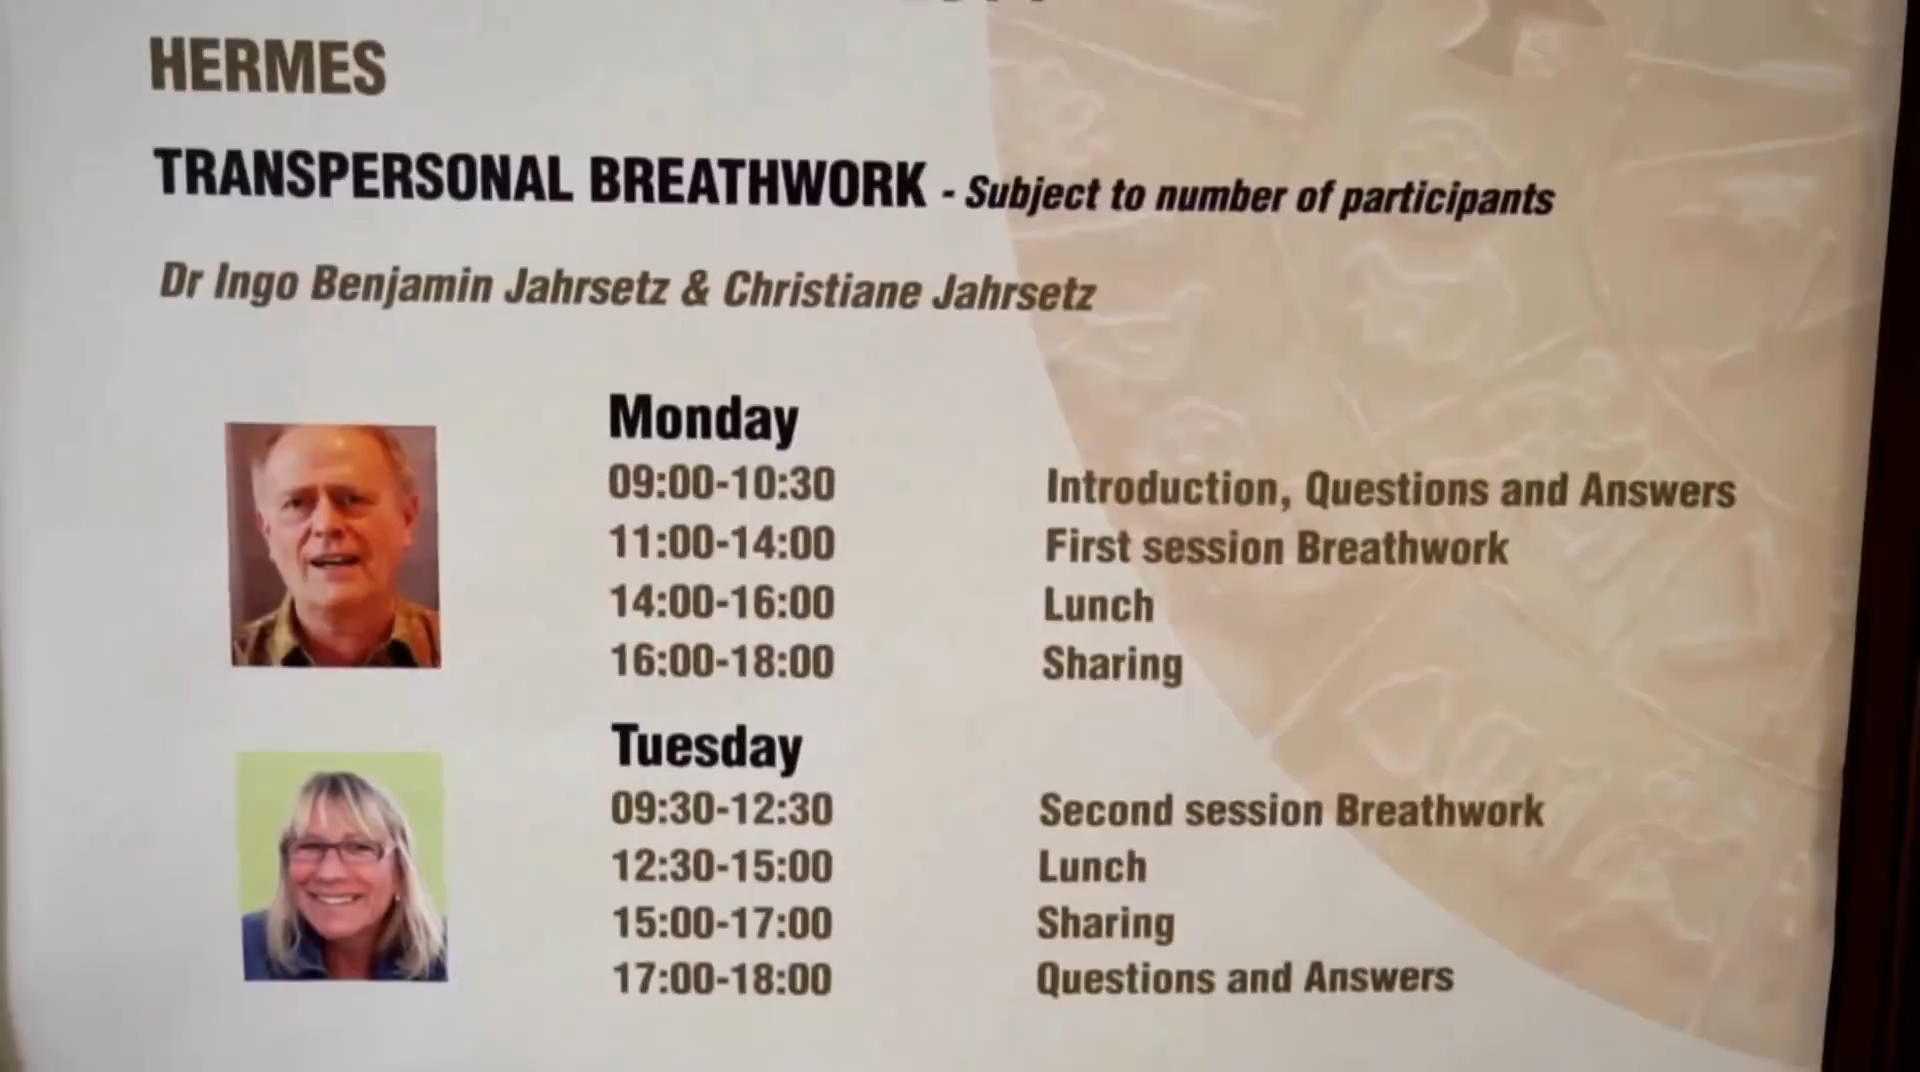 HERMES
TRANSPERSONAL BREATHWORK - Subject to number of participants
Dr Ingo Benjamin Jahrsetz & Christiane Jahrsetz
Monday
09:00-10:30 Introduction, Questions and Answers
11:00-14:00 First session Breathwork
14:00-16:00 Lunch
16:00-18:00 Sharing
Tuesday
09:30-12:30 Second session Breathwork
12:30-15:00 Lunch
15:00-17:00 Sharing
17:00-18:00 Questions and Answers